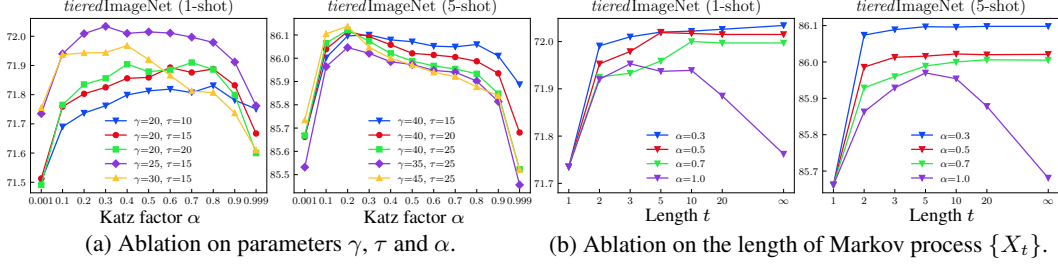 tieredImageNet (1-shot)
72.0
71.9
71.8
71.7
71.6
71.5
0.001 0.1 0.2 0.3 0.4 0.5 0.6 0.7 0.8 0.9 0.999
Katz factor α
γ=20, τ=10
γ=20, τ=15
γ=20, τ=20
γ=25, τ=15
γ=30, τ=15
tieredImageNet (5-shot)
86.1
86.0
85.9
85.8
85.7
85.6
85.5
0.001 0.1 0.2 0.3 0.4 0.5 0.6 0.7 0.8 0.9 0.999
Katz factor α
γ=40, τ=15
γ=40, τ=20
γ=40, τ=25
γ=35, τ=25
γ=45, τ=25
(a) Ablation on parameters γ, τ and α.
tieredImageNet (1-shot)
72.0
71.9
71.8
71.7
1 2 3 5 10 20 ∞
Length t
α=0.3
α=0.5
α=0.7
α=1.0
tieredImageNet (5-shot)
86.1
86.0
85.9
85.8
85.7
1 2 3 5 10 20 ∞
Length t
α=0.3
α=0.5
α=0.7
α=1.0
(b) Ablation on the length of Markov process {Xt}.